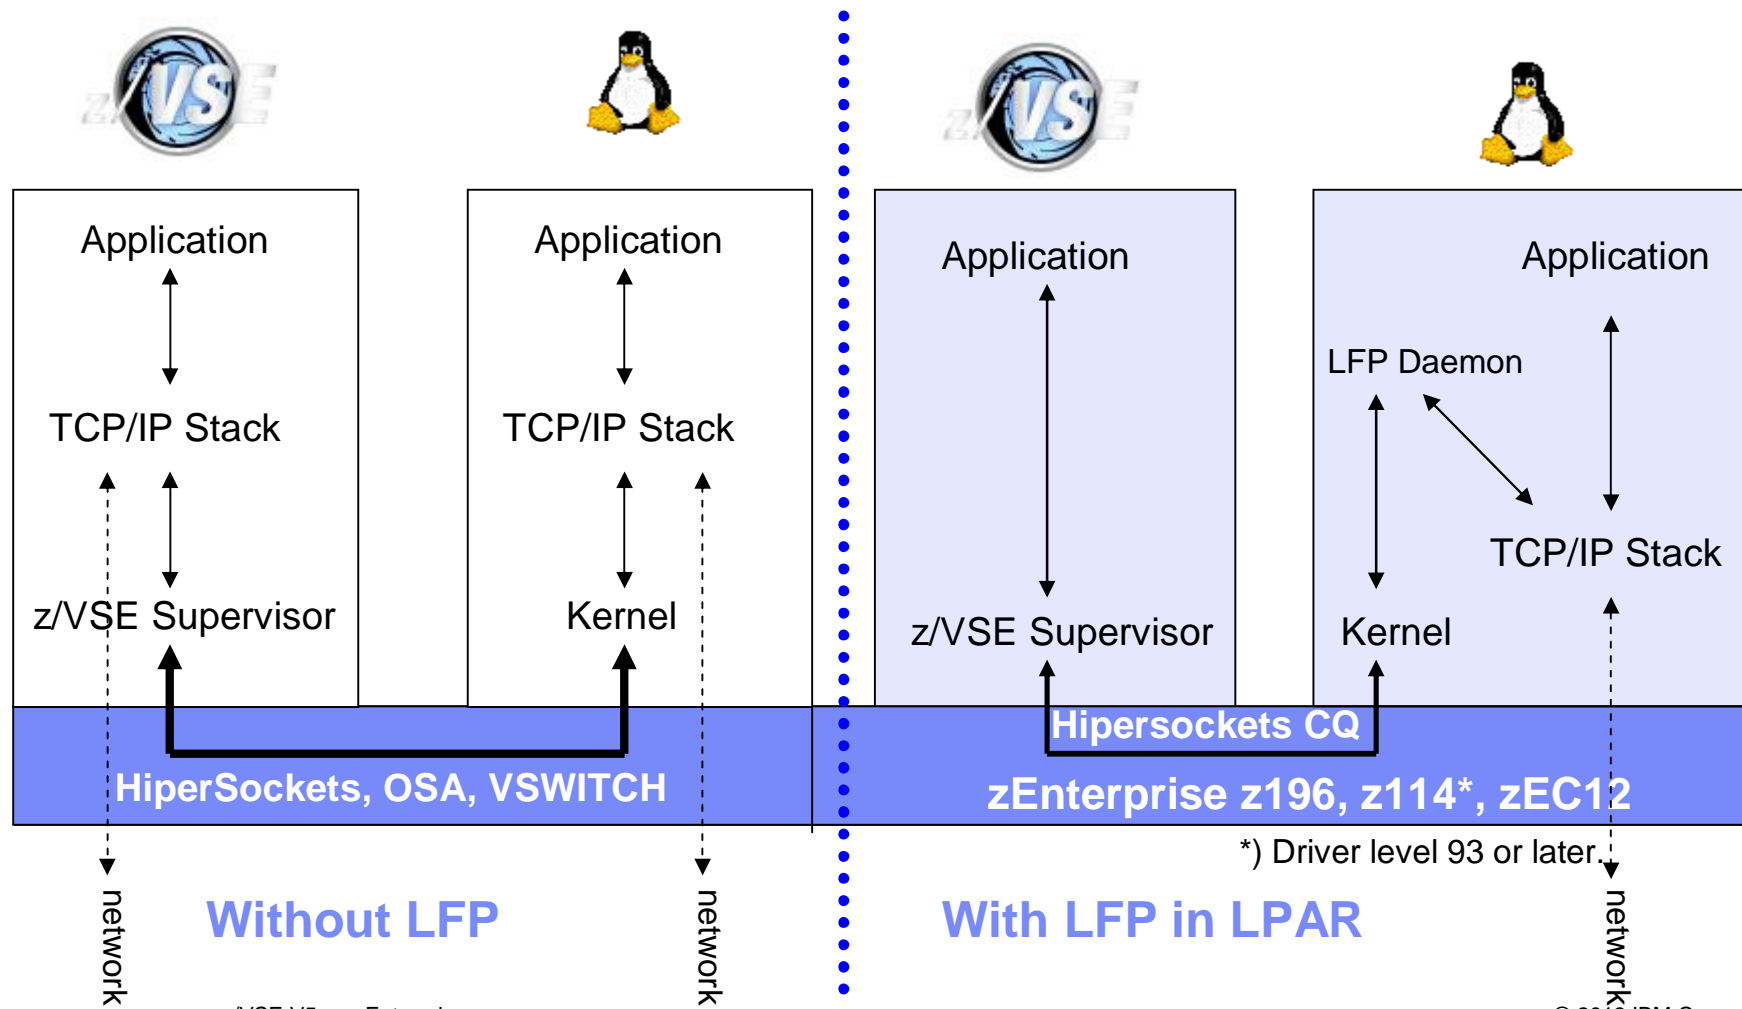 z/VSE
z/VSE
Application
TCP/IP Stack
z/VSE Supervisor
Application
TCP/IP Stack
Kernel
HiperSockets, OSA, VSWITCH
network
network
Without LFP
Application
z/VSE Supervisor
Application
LFP Daemon
TCP/IP Stack
Kernel
Hipersockets CQ
zEnterprise z196, z114*, zEC12
*) Driver level 93 or later.
network
With LFP in LPAR